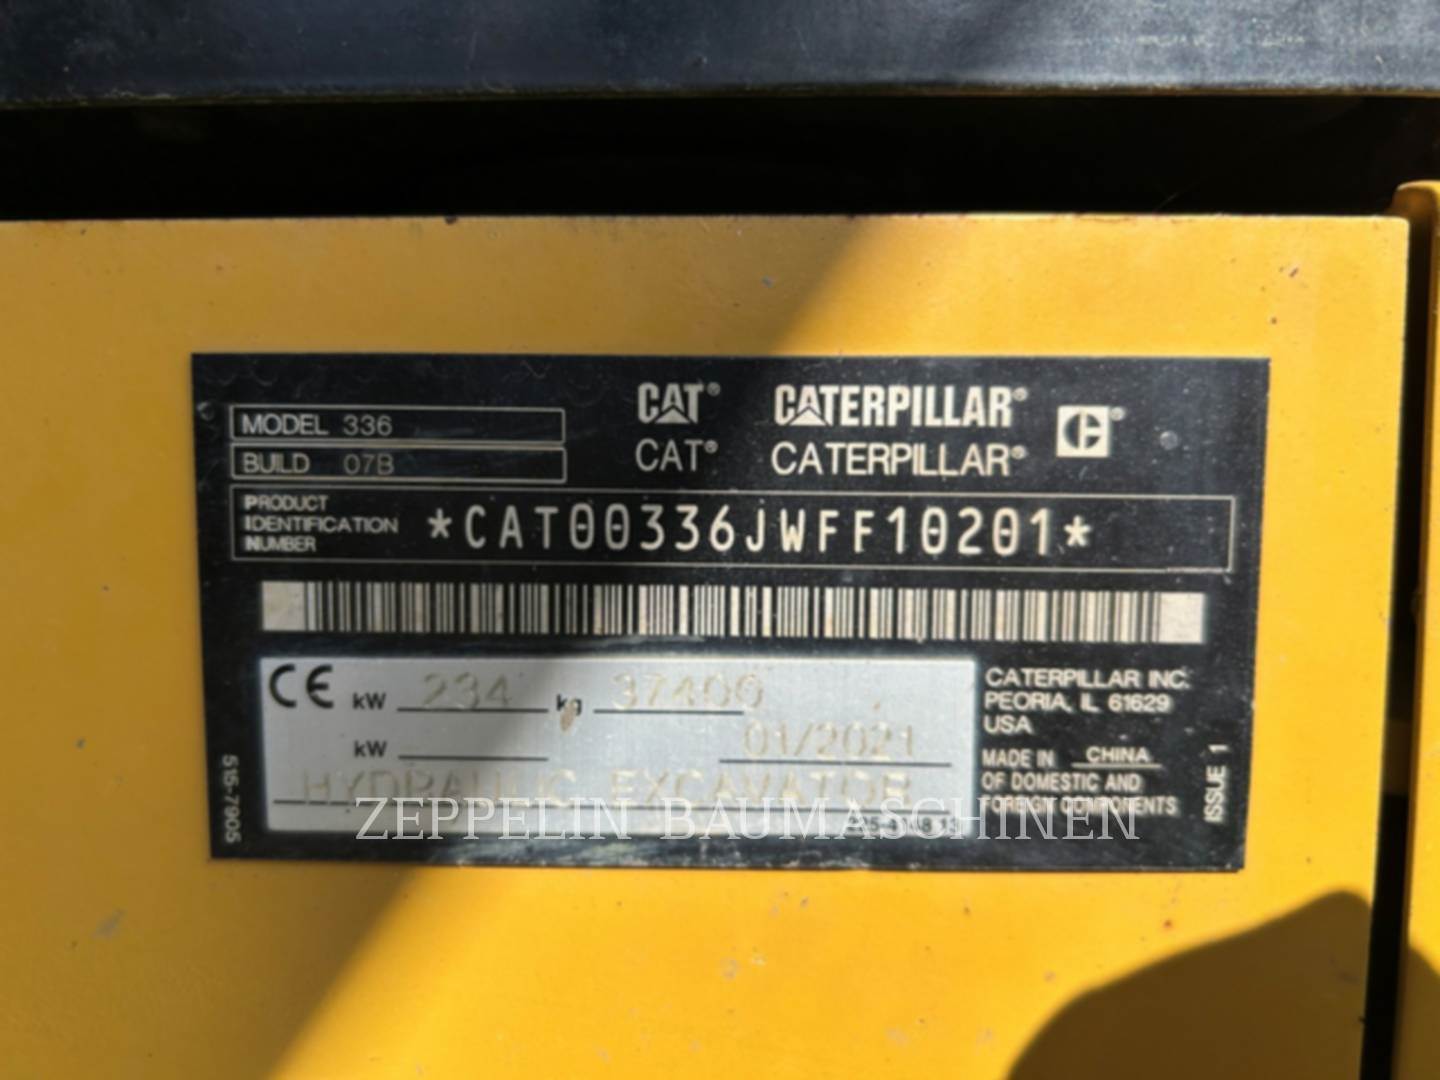 MODEL 336
BUILD 07B
CAT® CATERPILLAR®
CAT® CATERPILLAR®
PRODUCT
IDENTIFICATION
NUMBER
*CAT00336JWFF10201*
CE kW 234 kg 37400
kW 01/2021
HYDRAULIC EXCAVATOR
CATERPILLAR INC.
PEORIA, IL 61629
USA
MADE IN CHINA
OF DOMESTIC AND
FOREIGN COMPONENTS
ISSUE 1
515-7905
ZEPPELIN BAUMASCHINEN